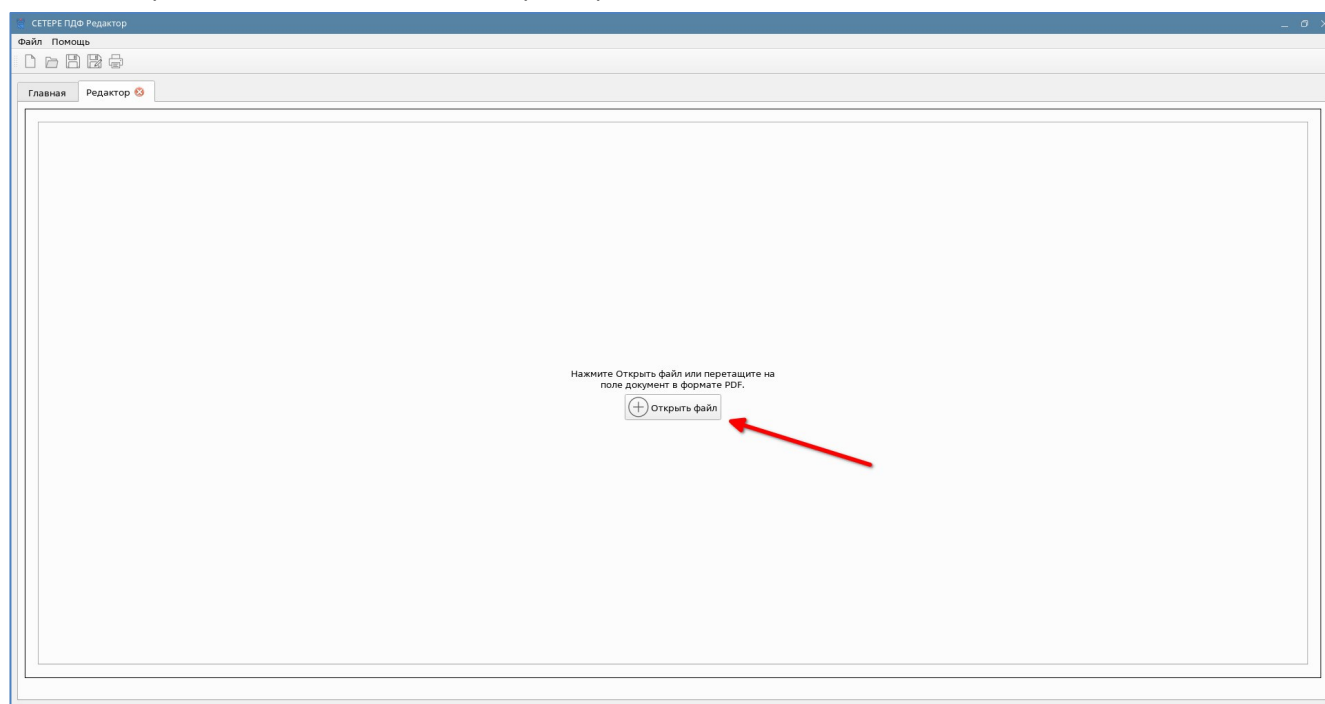 СЕТЕРЕ ПДФ Редактор
Файл Помощь
Главная Редактор
Нажмите Открыть файл или перетащите на
поле документ в формате PDF.
Открыть файл